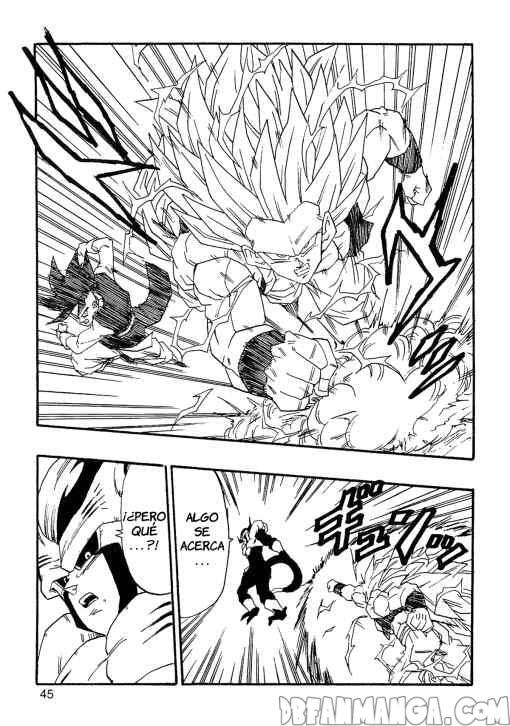 ¡¿PERO
QUÉ
...?!
ALGO
SE
ACERCA
...
45
DBFANMANGA.COM